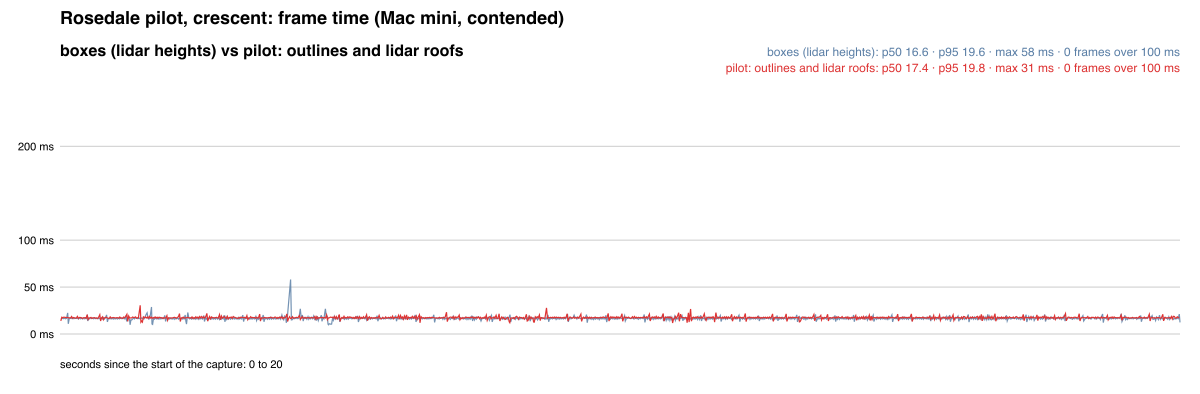 Rosedale pilot, crescent: frame time (Mac mini, contended)
boxes (lidar heights) vs pilot: outlines and lidar roofs
boxes (lidar heights): p50 16.6 · p95 19.6 · max 58 ms · 0 frames over 100 ms
pilot: outlines and lidar roofs: p50 17.4 · p95 19.8 · max 31 ms · 0 frames over 100 ms
200 ms
100 ms
50 ms
0 ms
seconds since the start of the capture: 0 to 20